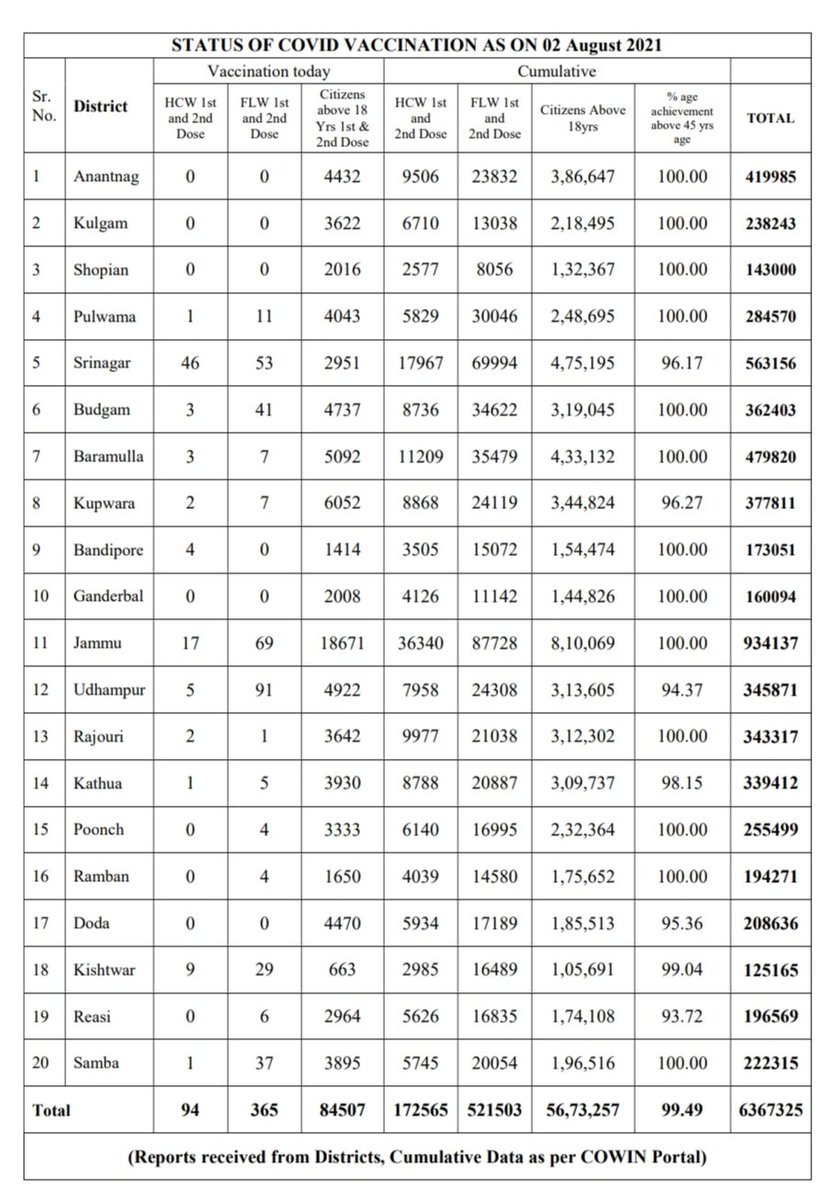 STATUS OF COVID VACCINATION AS ON 02 August 2021
Sr. No. District Vaccination today Cumulative
HCW 1st and 2nd Dose FLW 1st and 2nd Dose Citizens above 18 Yrs 1st & 2nd Dose HCW 1st and 2nd Dose FLW 1st and 2nd Dose Citizens Above 18yrs % age achievement above 45 yrs age TOTAL
1 Anantnag 0 0 4432 9506 23832 3,86,647 100.00 419985
2 Kulgam 0 0 3622 6710 13038 2,18,495 100.00 238243
3 Shopian 0 0 2016 2577 8056 1,32,367 100.00 143000
4 Pulwama 1 11 4043 5829 30046 2,48,695 100.00 284570
5 Srinagar 46 53 2951 17967 69994 4,75,195 96.17 563156
6 Budgam 3 41 4737 8736 34622 3,19,045 100.00 362403
7 Baramulla 3 7 5092 11209 35479 4,33,132 100.00 479820
8 Kupwara 2 7 6052 8868 24119 3,44,824 96.27 377811
9 Bandipore 4 0 1414 3505 15072 1,54,474 100.00 173051
10 Ganderbal 0 0 2008 4126 11142 1,44,826 100.00 160094
11 Jammu 17 69 18671 36340 87728 8,10,069 100.00 934137
12 Udhampur 5 91 4922 7958 24308 3,13,605 94.37 345871
13 Rajouri 2 1 3642 9977 21038 3,12,302 100.00 343317
14 Kathua 1 5 3930 8788 20887 3,09,737 98.15 339412
15 Poonch 0 4 3333 6140 16995 2,32,364 100.00 255499
16 Ramban 0 4 1650 4039 14580 1,75,652 100.00 194271
17 Doda 0 0 4470 5934 17189 1,85,513 95.36 208636
18 Kishtwar 9 29 663 2985 16489 1,05,691 99.04 125165
19 Reasi 0 6 2964 5626 16835 1,74,108 93.72 196569
20 Samba 1 37 3895 5745 20054 1,96,516 100.00 222315
Total 94 365 84507 172565 521503 56,73,257 99.49 6367325
(Reports received from Districts, Cumulative Data as per COWIN Portal)